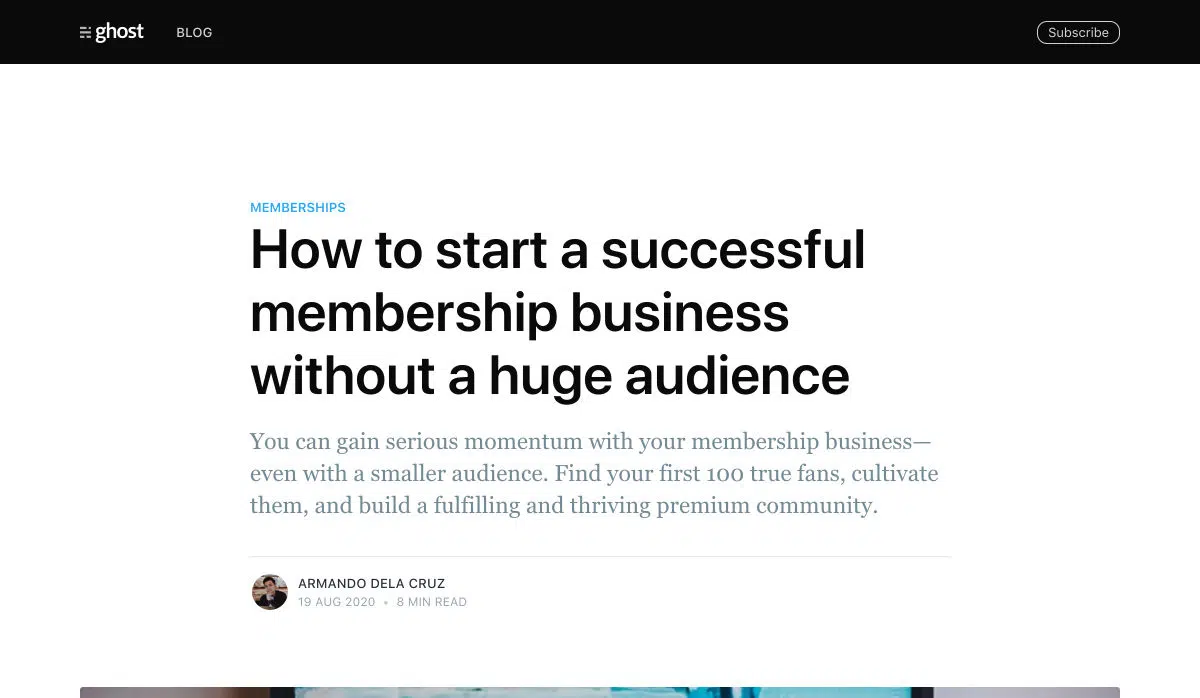 ghost
BLOG
Subscribe
MEMBERSHIPS
How to start a successful
membership business
without a huge audience
You can gain serious momentum with your membership business—
even with a smaller audience. Find your first 100 true fans, cultivate
them, and build a fulfilling and thriving premium community.
ARMANDO DELA CRUZ
19 AUG 2020 • 8 MIN READ